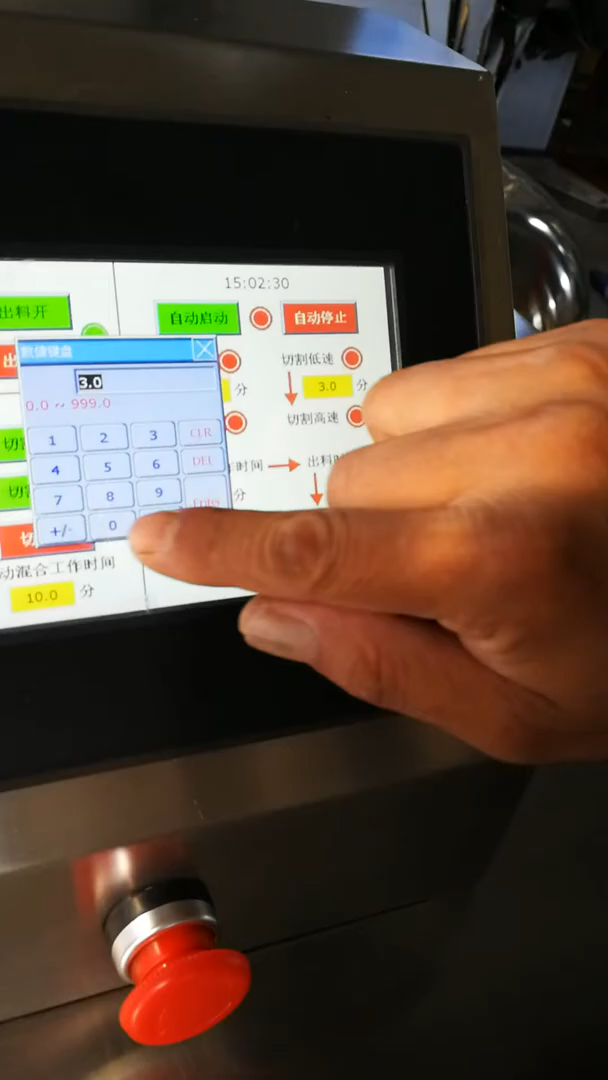 15:02:30
出料开
自动启动
自动停止
数值键盘
切割低速
3.0
分
3.0
分
0.0 ~ 999.0
切割高速
1 2 3 CLR
4 5 6 DEL
7 8 9
Enter
+/- 0
时间
出料
分
切
动混合工作时间
10.0 分